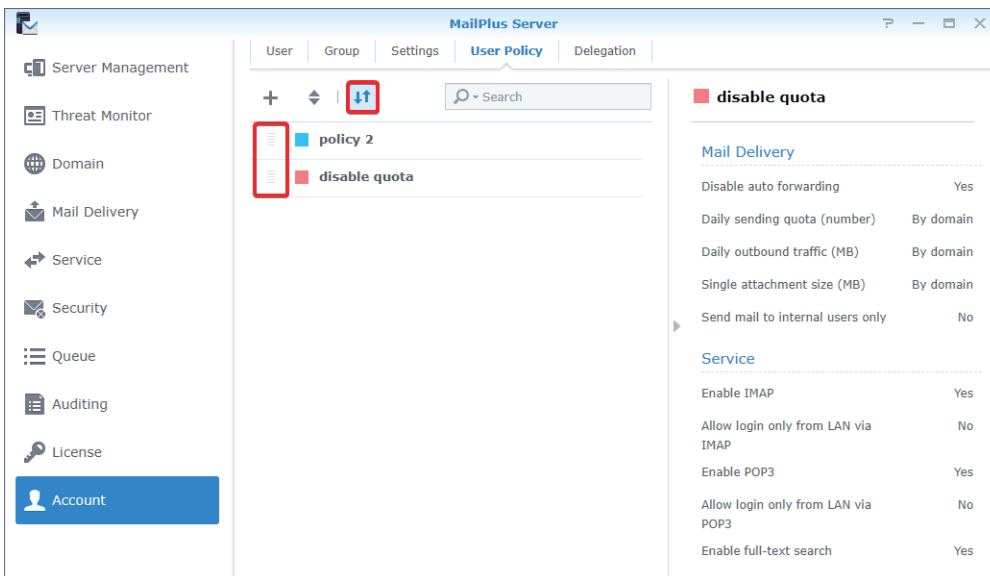 MailPlus Server
?
Server Management
Threat Monitor
Domain
Mail Delivery
Service
Security
Queue
Auditing
License
Account
User Group Settings User Policy Delegation
Search
policy 2
disable quota
disable quota
Mail Delivery
Disable auto forwarding Yes
Daily sending quota (number) By domain
Daily outbound traffic (MB) By domain
Single attachment size (MB) By domain
Send mail to internal users only No
Service
Enable IMAP Yes
Allow login only from LAN via No
IMAP
Enable POP3 Yes
Allow login only from LAN via No
POP3
Enable full-text search Yes